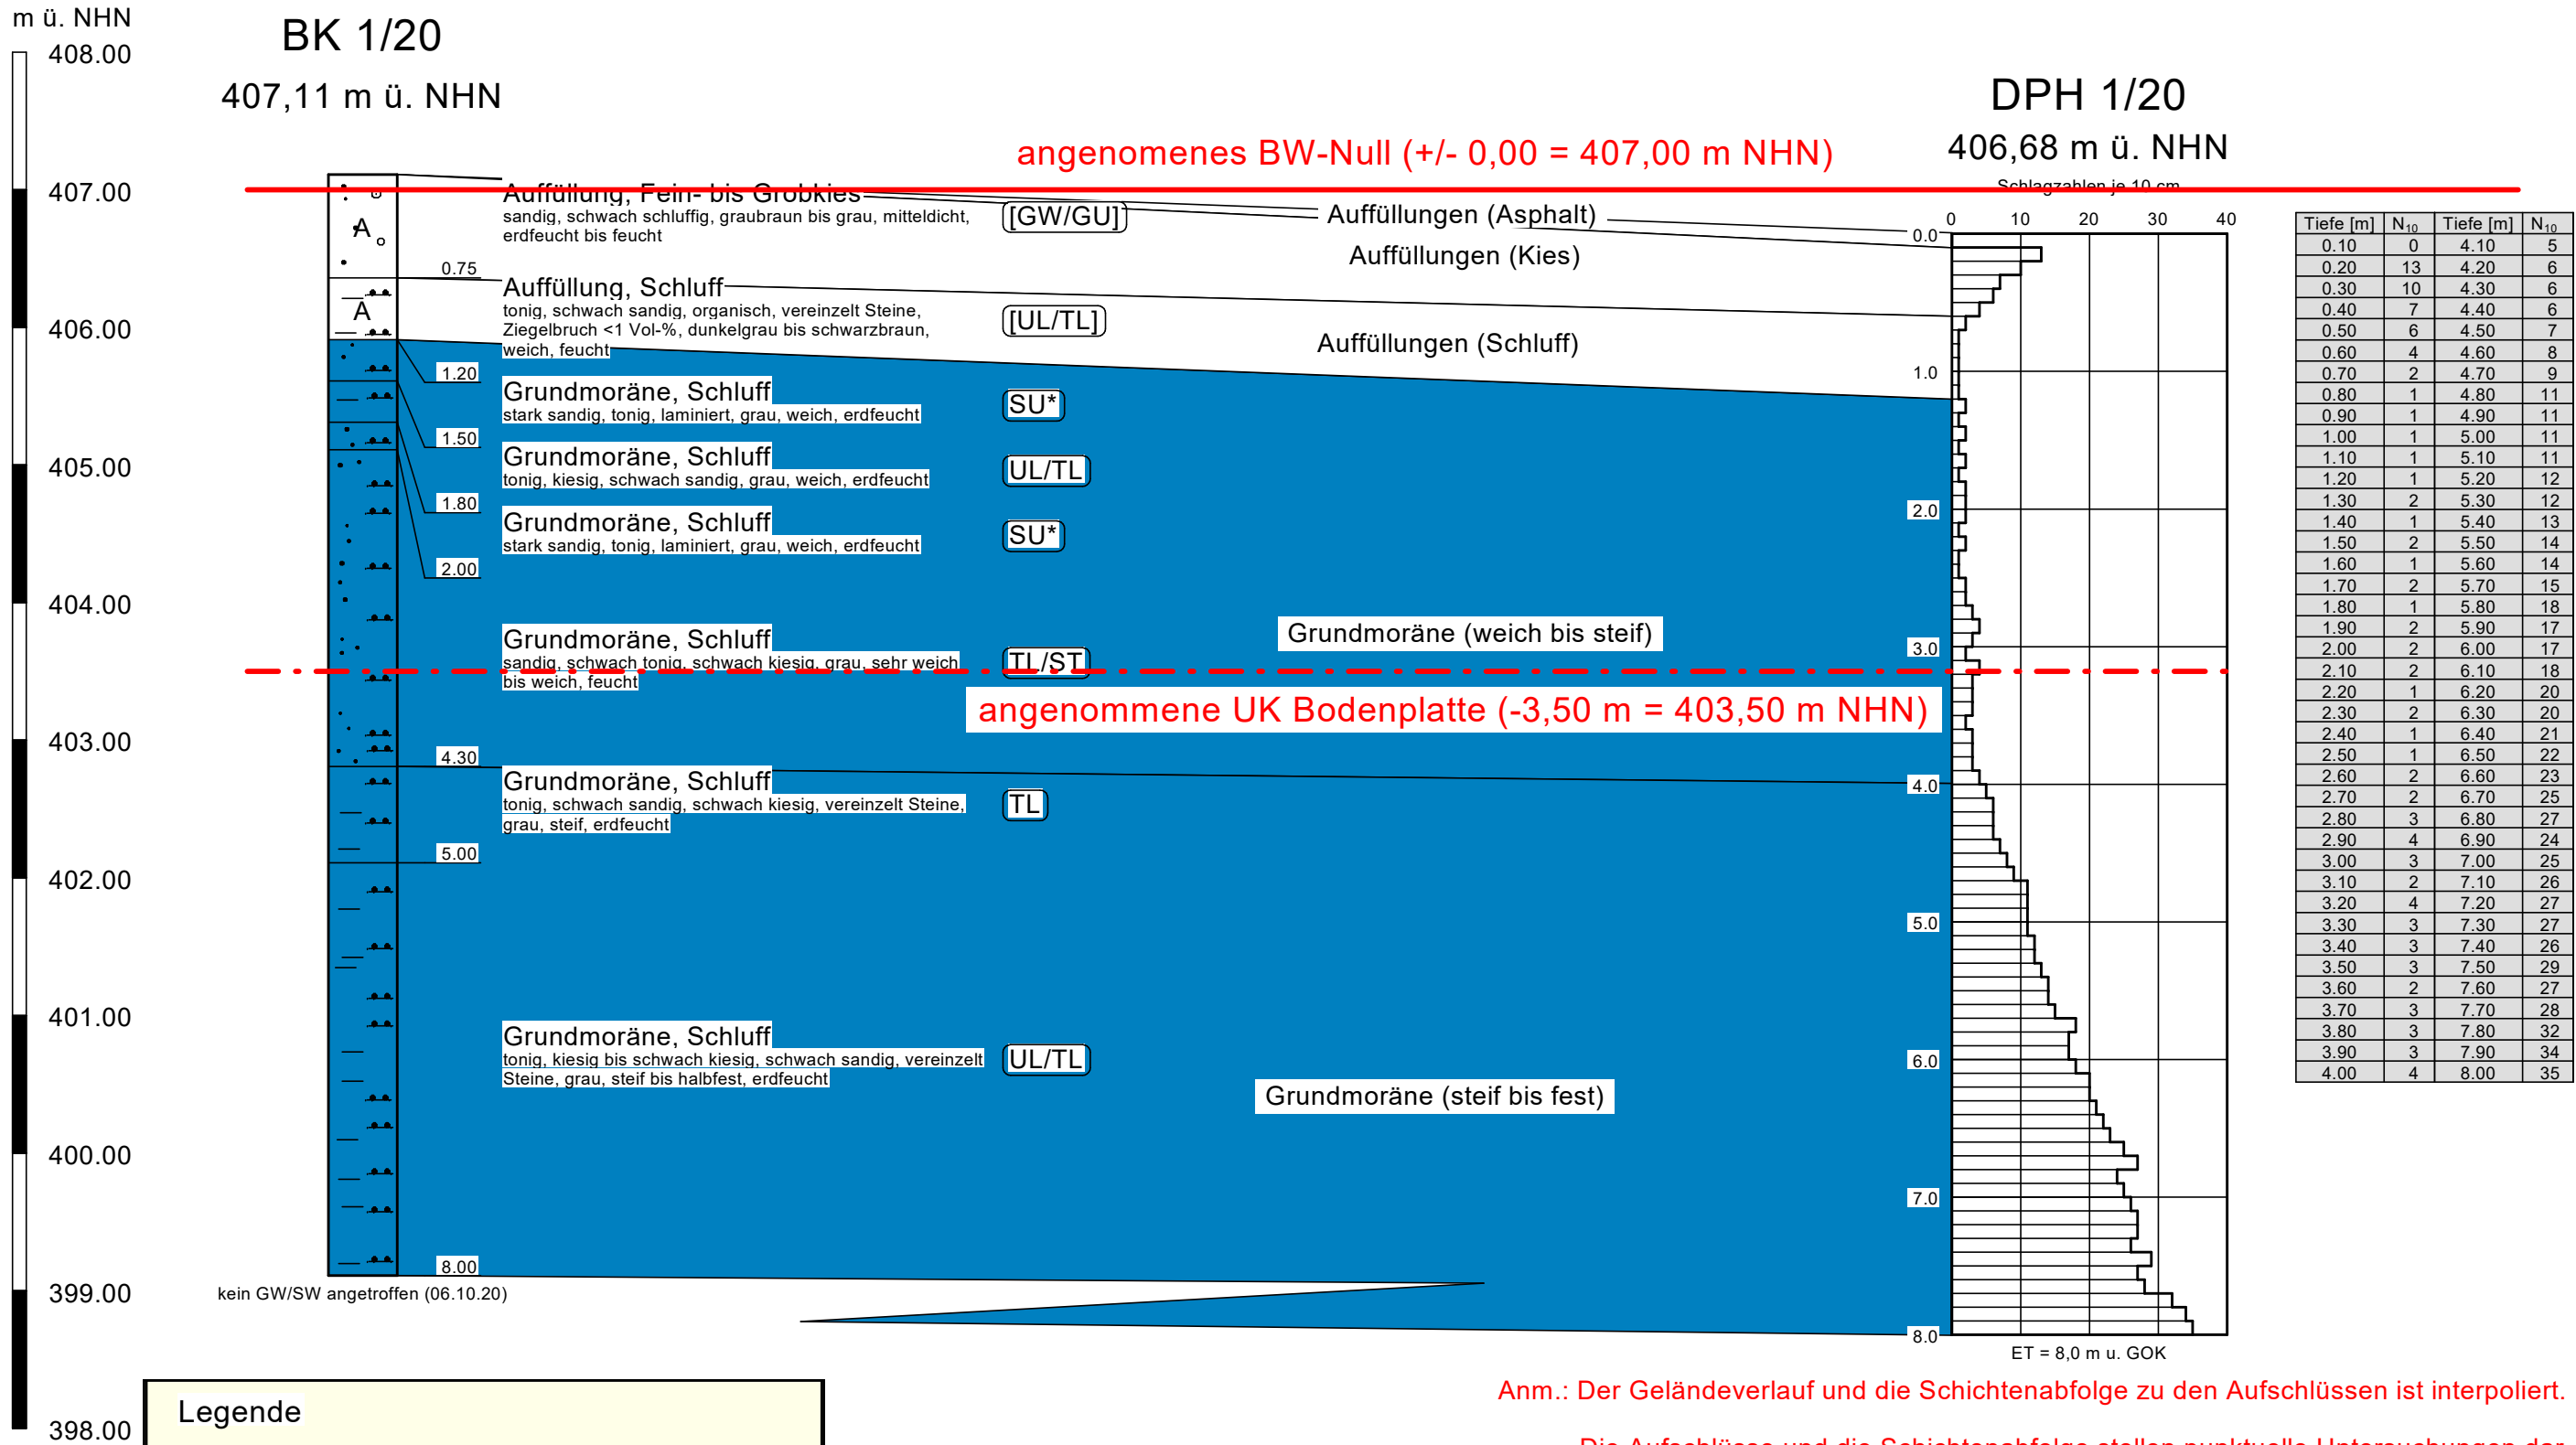 m ü. NHN
408.00
407.00
406.00
405.00
404.00
403.00
402.00
401.00
400.00
399.00
398.00
BK 1/20
407,11 m ü. NHN
angenomenes BW-Null (+/- 0,00 = 407,00 m NHN)
DPH 1/20
406,68 m ü. NHN
Schlagzahlen je 10 cm
0 10 20 30 40
A
A
0.75
1.20
1.50
1.80
2.00
4.30
5.00
8.00
Auffüllung, Fein- bis Grobkies
sandig, schwach schluffig, graubraun bis grau, mitteldicht,
erdfeucht bis feucht
[GW/GU]
Auffüllung, Schluff
tonig, schwach sandig, organisch, vereinzelt Steine,
Ziegelbruch <1 Vol-%, dunkelgrau bis schwarzbraun,
weich, feucht
[UL/TL]
Grundmoräne, Schluff
stark sandig, tonig, laminiert, grau, weich, erdfeucht
SU*
Grundmoräne, Schluff
tonig, kiesig, schwach sandig, grau, weich, erdfeucht
UL/TL
Grundmoräne, Schluff
stark sandig, tonig, laminiert, grau, weich, erdfeucht
SU*
Grundmoräne, Schluff
sandig, schwach tonig, schwach kiesig, grau, sehr weich
bis weich, feucht
TL/ST
Grundmoräne, Schluff
tonig, schwach sandig, schwach kiesig, vereinzelt Steine,
grau, steif, erdfeucht
TL
Grundmoräne, Schluff
tonig, kiesig bis schwach kiesig, schwach sandig, vereinzelt
Steine, grau, steif bis halbfest, erdfeucht
UL/TL
kein GW/SW angetroffen (06.10.20)
Auffüllungen (Asphalt)
Auffüllungen (Kies)
Auffüllungen (Schluff)
Grundmoräne (weich bis steif)
angenommene UK Bodenplatte (-3,50 m = 403,50 m NHN)
Grundmoräne (steif bis fest)
0.0
1.0
2.0
3.0
4.0
5.0
6.0
7.0
8.0
ET = 8,0 m u. GOK
Tiefe [m] N10 Tiefe [m] N10
0.10 0 4.10 5
0.20 13 4.20 6
0.30 10 4.30 6
0.40 7 4.40 6
0.50 6 4.50 7
0.60 4 4.60 8
0.70 2 4.70 9
0.80 1 4.80 11
0.90 1 4.90 11
1.00 1 5.00 11
1.10 1 5.10 11
1.20 1 5.20 12
1.30 2 5.30 12
1.40 1 5.40 13
1.50 2 5.50 14
1.60 1 5.60 14
1.70 2 5.70 15
1.80 1 5.80 18
1.90 2 5.90 17
2.00 2 6.00 17
2.10 2 6.10 18
2.20 1 6.20 20
2.30 2 6.30 20
2.40 1 6.40 21
2.50 1 6.50 22
2.60 2 6.60 23
2.70 2 6.70 25
2.80 3 6.80 27
2.90 4 6.90 24
3.00 3 7.00 25
3.10 2 7.10 26
3.20 4 7.20 27
3.30 3 7.30 27
3.40 3 7.40 26
3.50 3 7.50 29
3.60 2 7.60 27
3.70 3 7.70 28
3.80 3 7.80 32
3.90 3 7.90 34
4.00 4 8.00 35
Legende
Anm.: Der Geländeverlauf und die Schichtenabfolge zu den Aufschlüssen ist interpoliert.
Die Aufschlüsse und die Schichtenabfolge stellen punktuelle Untersuchungen